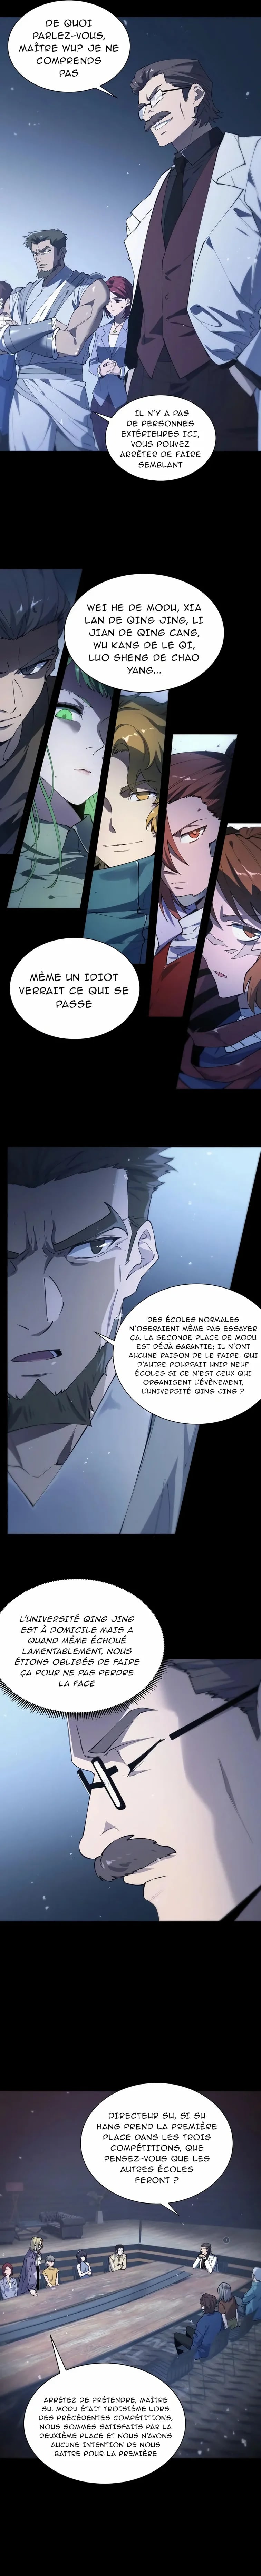 DE QUOI
PARLEZ-VOUS,
MAÎTRE WU? JE NE
COMPRENDS
PAS
IL N'Y A PAS
DE PERSONNES
EXTÉRIEURES ICI,
VOUS POUVEZ
ARRÊTER DE FAIRE
SEMBLANT
WEI HE DE MODU, XIA
LAN DE QING JING, LI
JIAN DE QING CANG,
WU KANG DE LE QI,
LUO SHENG DE CHAO
YANG...
MÊME UN IDIOT
VERRAIT CE QUI SE
PASSE
DES ÉCOLES NORMALES
N'OSERAIENT MÊME PAS ESSAYER
ÇA. LA SECONDE PLACE DE MODU
EST DÉJÀ GARANTIE; IL N'ONT
AUCUNE RAISON DE LE FAIRE. QUI
D'AUTRE POURRAIT UNIR NEUF
ÉCOLES SI CE N'EST CEUX QUI
ORGANISENT L'ÉVÈNEMENT,
L'UNIVERSITÉ QING JING ?
L'UNIVERSITÉ QING JING
EST À DOMICILE MAIS A
QUAND MÊME ÉCHOUÉ
LAMENTABLEMENT, NOUS
ÉTIONS OBLIGÉS DE FAIRE
ÇA POUR NE PAS PERDRE
LA FACE
DIRECTEUR SU, SI SU
HANG PREND LA PREMIÈRE
PLACE DANS LES TROIS
COMPÉTITIONS, QUE
PENSEZ-VOUS QUE LES
AUTRES ÉCOLES
FERONT ?
ARRÊTEZ DE PRÉTENDRE, MAÎTRE
SU. MODU ÉTAIT TROISIÈME LORS
DES PRÉCÉDENTES COMPÉTITIONS,
NOUS SOMMES SATISFAITS PAR LA
DEUXIÈME PLACE ET NOUS N'AVONS
AUCUNE INTENTION DE NOUS
BATTRE POUR LA PREMIÈRE